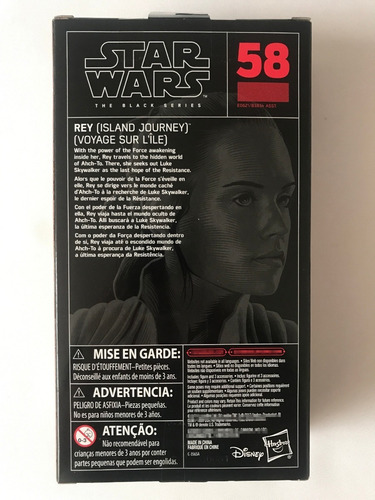 STAR
WARS
THE BLACK SERIES
58
REY (ISLAND JOURNEY)
(VOYAGE SUR L'ÎLE)
With the power of the Force awakening
inside her, Rey travels to the hidden world
of Ahch-To. There, she seeks out Luke
Skywalker as the last hope of the Resistance.
Alors que le pouvoir de la Force s'éveille en
elle, Rey se dirige vers le monde caché
d'Ahch-To à la recherche de Luke Skywalker,
le dernier espoir de la Résistance.
Con el poder de la Fuerza despertando en
ella, Rey viaja hasta el mundo oculto de
Ahch-To. Allí buscará a Luke Skywalker,
la última esperanza de la Resistencia.
Com o poder da Força despertando dentro
de si, Rey viaja até o escondido mundo de
Ahch-To à procura de Luke Skywalker,
a última esperança da Resistência.
MISE EN GARDE:
RISQUE D'ÉTOUFFEMENT–Petites pièces.
Déconseillé aux enfants de moins de 3 ans.
ADVERTENCIA:
PELIGRO DE ASFIXIA–Piezas pequeñas.
No es para niños menores de 3 años.
ATENÇÃO:
0-3
Não recomendável para
crianças menores de 3 anos por conter
partes pequenas que podem ser engolidas.
MADE IN CHINA
FABRIQUÉ EN CHINE
Disney
Hasbro